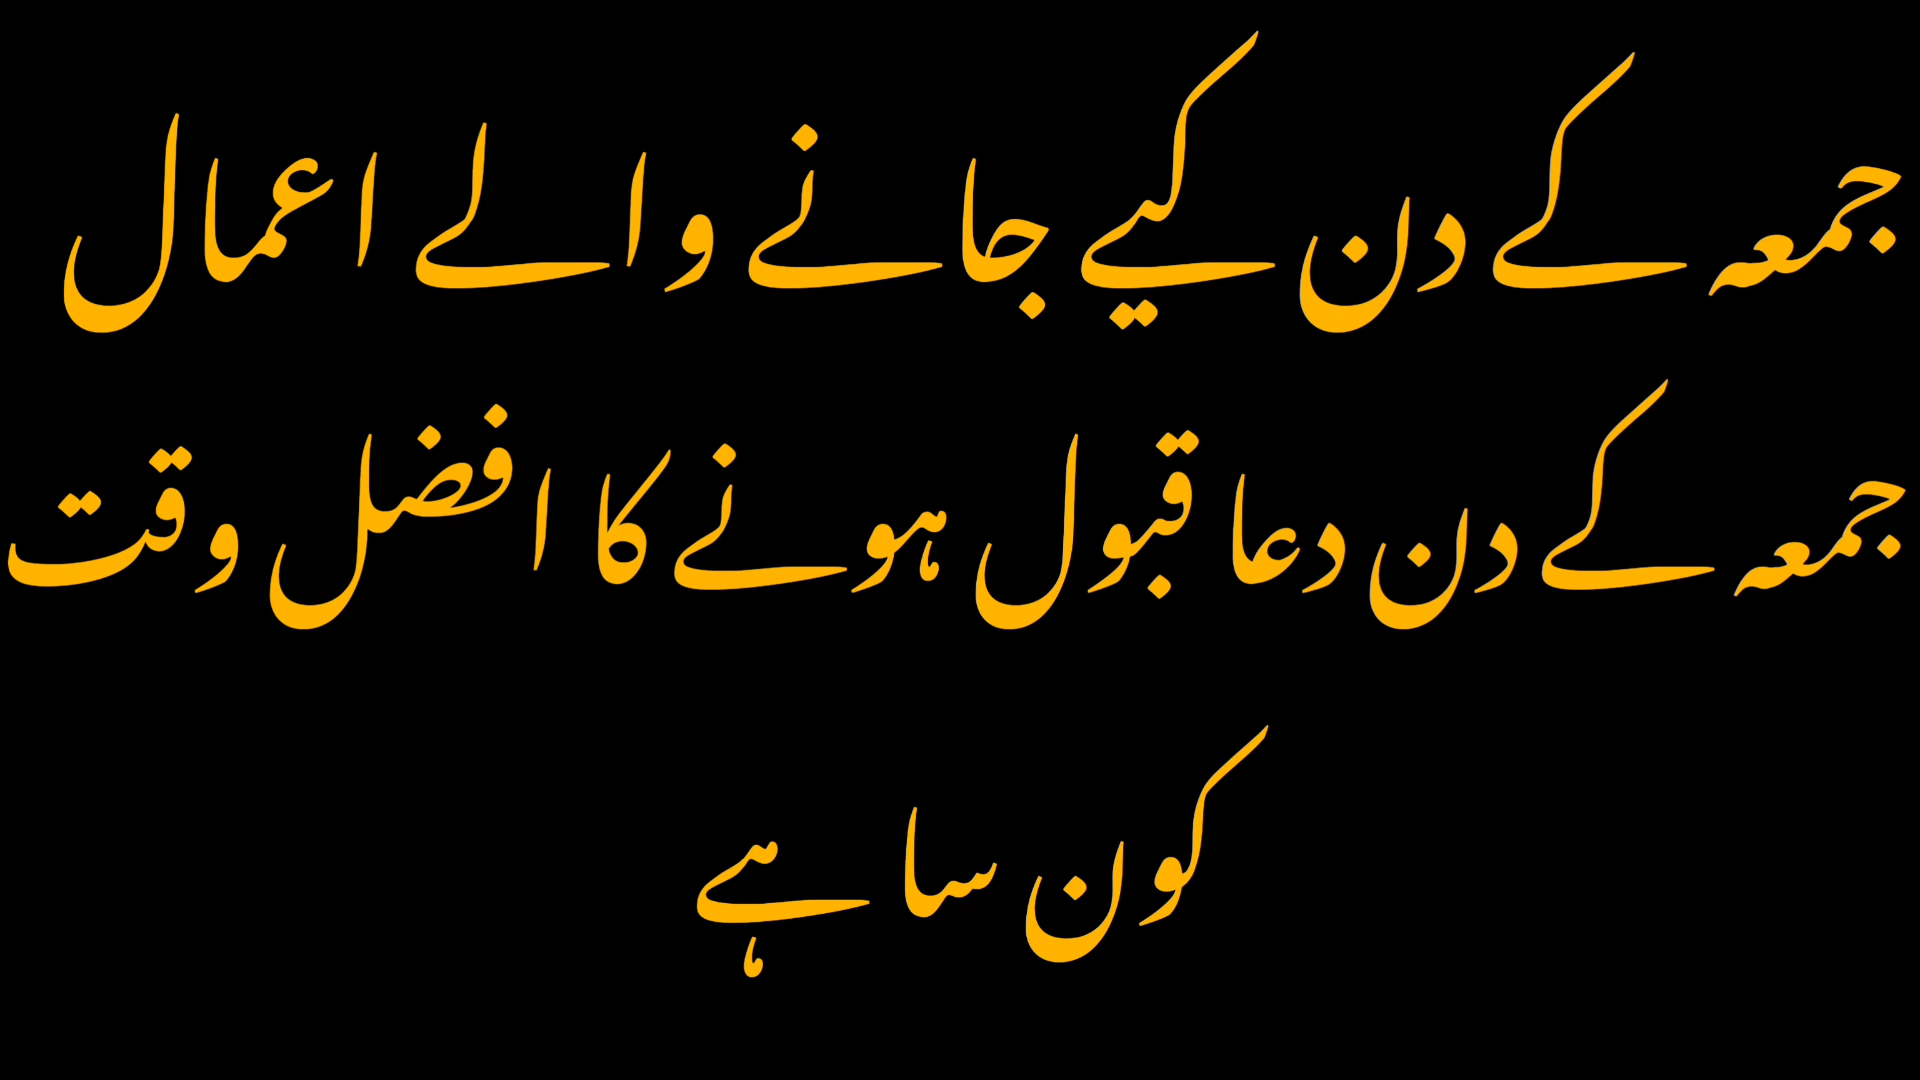 جمعہ کے دن کیے جانے والے اعمال
جمعہ کے دن دعا قبول ہونے کا افضل وقت
کون سا ہے